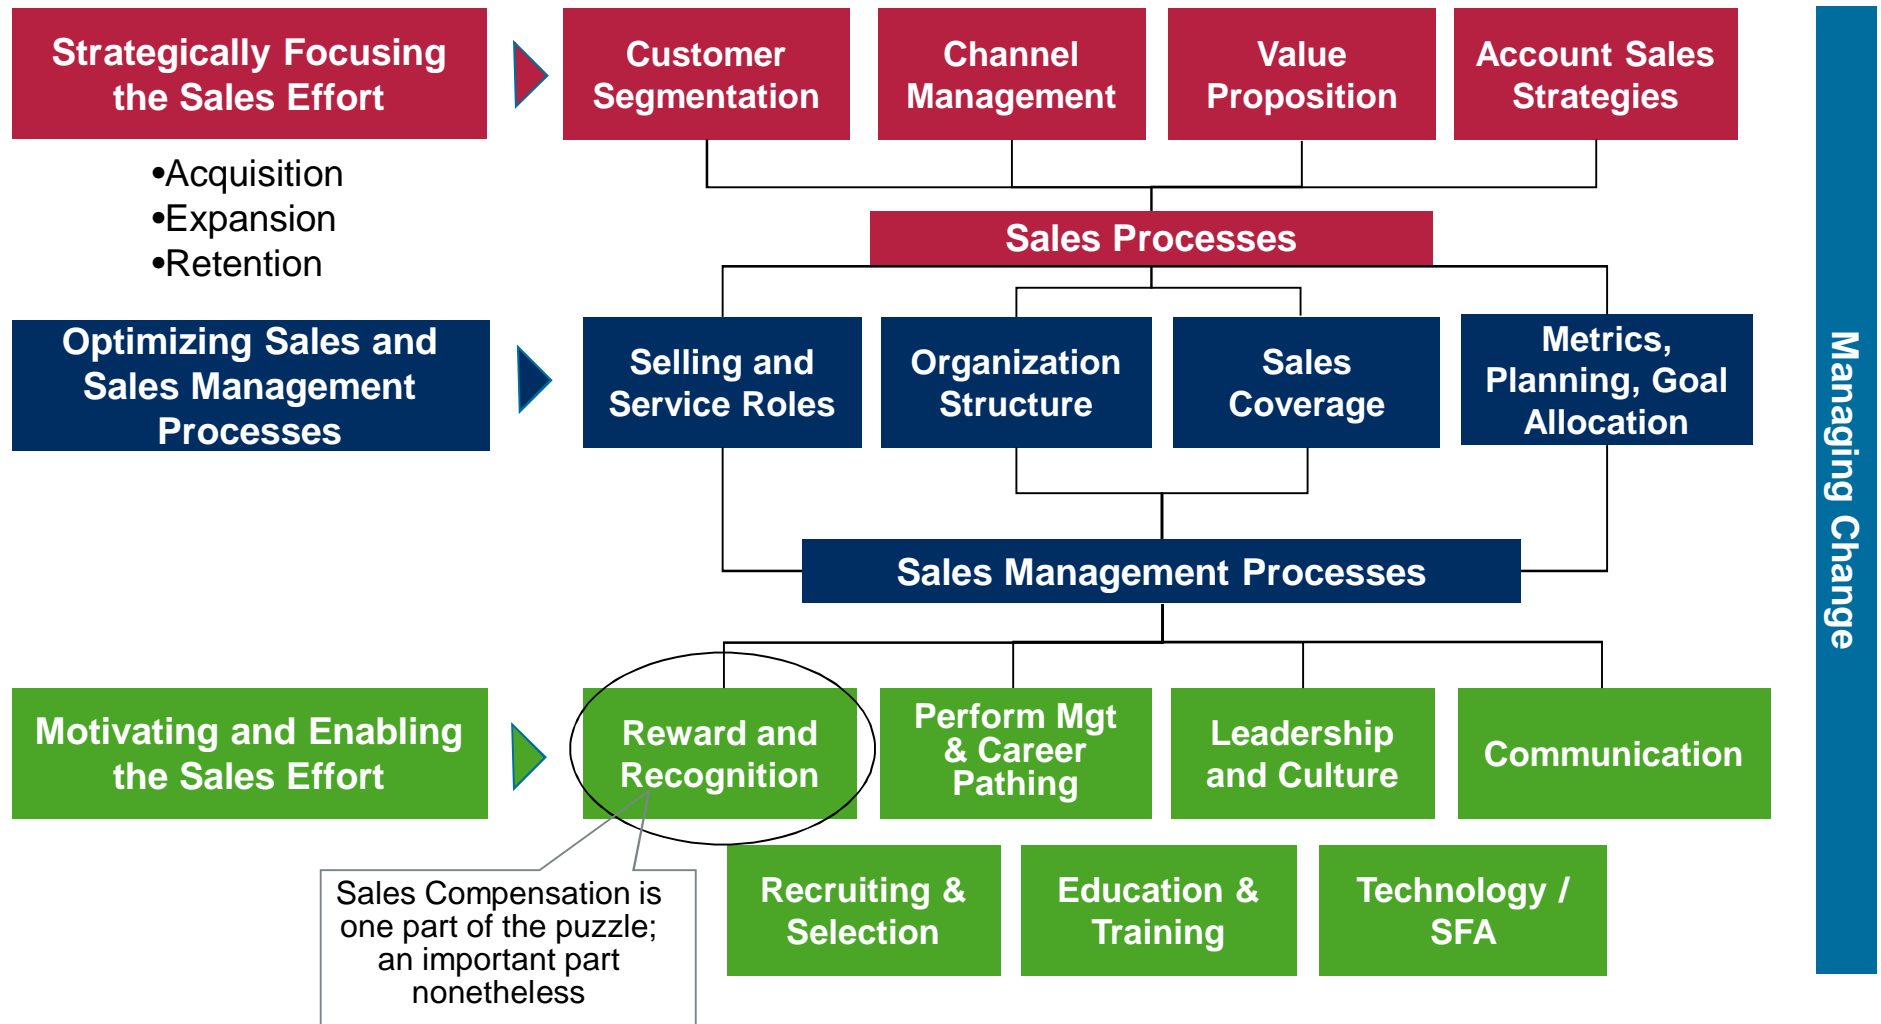 Strategically Focusing
the Sales Effort
Customer
Segmentation
Channel
Management
Value
Proposition
Account Sales
Strategies
•Acquisition
•Expansion
•Retention
Sales Processes
Optimizing Sales and
Sales Management
Processes
Selling and
Service Roles
Organization
Structure
Sales
Coverage
Metrics,
Planning, Goal
Allocation
Sales Management Processes
Motivating and Enabling
the Sales Effort
Reward and
Recognition
Perform Mgt
& Career
Pathing
Leadership
and Culture
Communication
Sales Compensation is
one part of the puzzle;
an important part
nonetheless
Recruiting &
Selection
Education &
Training
Technology /
SFA
Managing Change